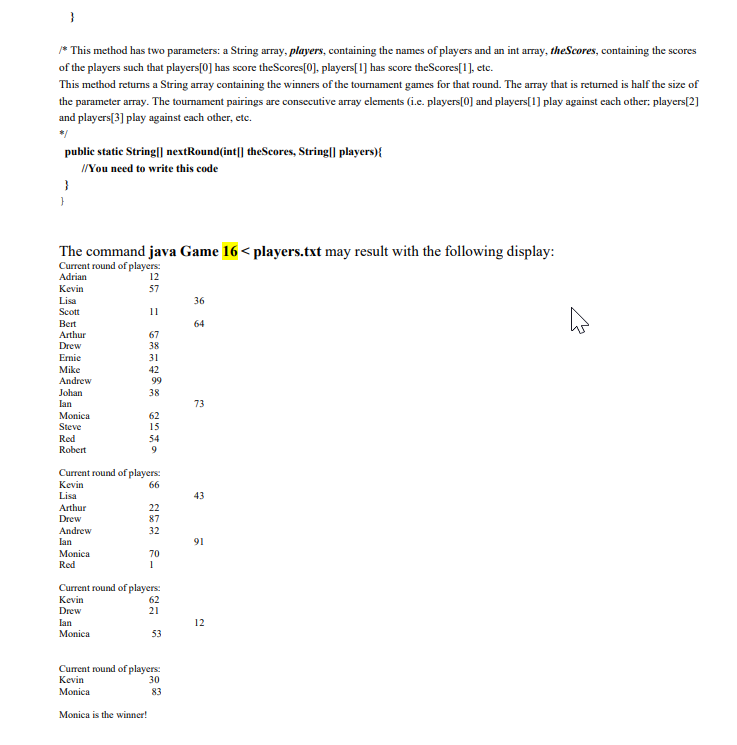 }
/* This method has two parameters: a String array, players, containing the names of players and an int array, theScores, containing the scores
of the players such that players[0] has score theScores[0], players[1] has score theScores[1], etc.
This method returns a String array containing the winners of the tournament games for that round. The array that is returned is half the size of
the parameter array. The tournament pairings are consecutive array elements (i.e. players[0] and players[1] play against each other; players[2]
and players[3] play against each other, etc.
*/
public static String[] nextRound(int[] theScores, String[] players){
//You need to write this code
}
}
The command java Game 16 < players.txt may result with the following display:
Current round of players:
Adrian 12
Kevin 57
Lisa 36
Scott 11
Bert 64
Arthur 67
Drew 38
Ernie 31
Mike 42
Andrew 99
Johan 38
Ian 73
Monica 62
Steve 15
Red 54
Robert 9
Current round of players:
Kevin 66
Lisa 43
Arthur 22
Drew 87
Andrew 32
Ian 91
Monica 70
Red 1
Current round of players:
Kevin 62
Drew 21
Ian 12
Monica 53
Current round of players:
Kevin 30
Monica 83
Monica is the winner!